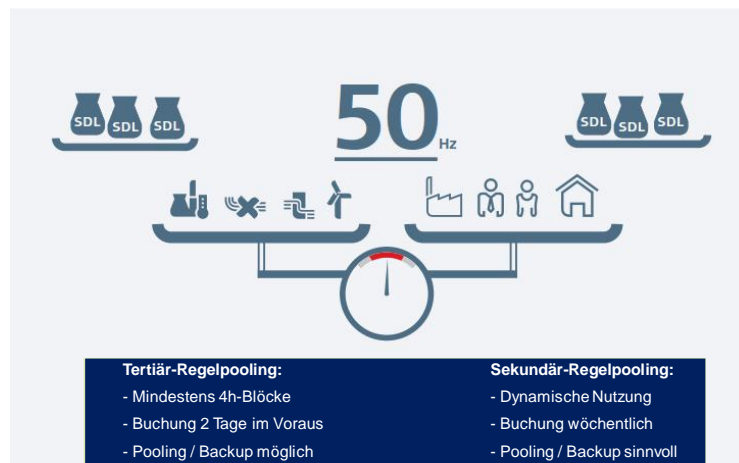 SDL SDL SDL
50 Hz
SDL SDL SDL
Tertiär-Regelpooling:
- Mindestens 4h-Blöcke
- Buchung 2 Tage im Voraus
- Pooling / Backup möglich
Sekundär-Regelpooling:
- Dynamische Nutzung
- Buchung wöchentlich
- Pooling / Backup sinnvoll